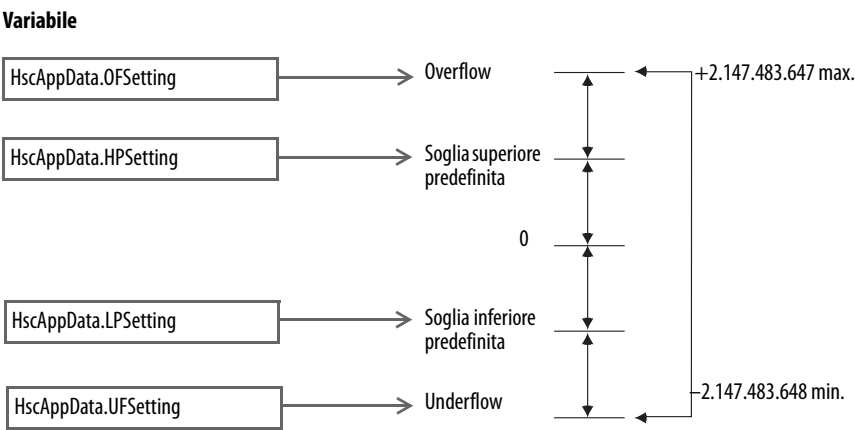 Variabile
HscAppData.OFSetting
Overflow
+2.147.483.647 max.
HscAppData.HPSetting
Soglia superiore
predefinita
0
HscAppData.LPSetting
Soglia inferiore
predefinita
HscAppData.UFSetting
Underflow
−2.147.483.648 min.